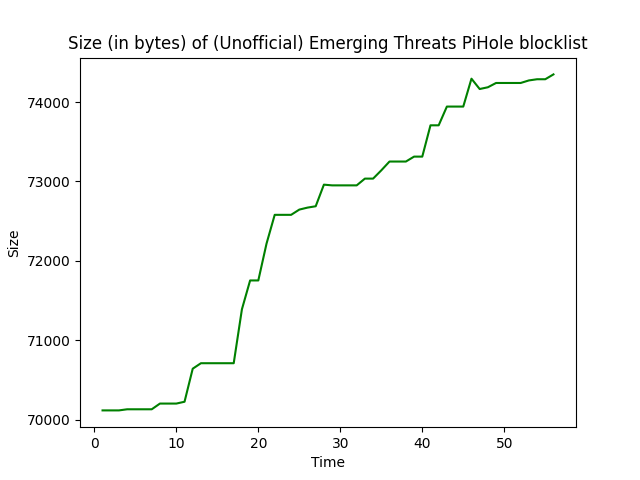 Size (in bytes) of (Unofficial) Emerging Threats PiHole blocklist
74000
73000
72000
71000
70000
Size
0 10 20 30 40 50
Time